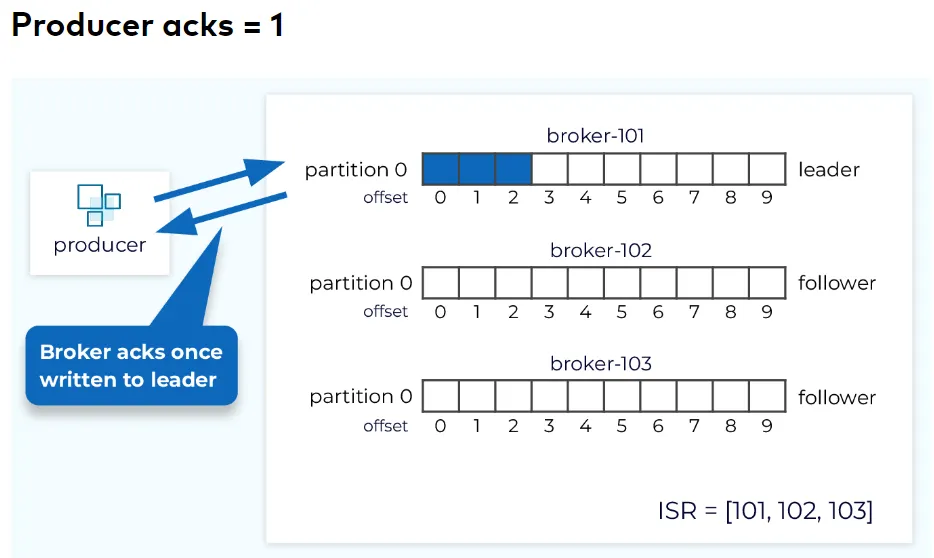 Producer acks = 1
broker-101
partition 0 leader
offset 0 1 2 3 4 5 6 7 8 9
producer
broker-102
partition 0 follower
offset 0 1 2 3 4 5 6 7 8 9
Broker acks once
written to leader
broker-103
partition 0 follower
offset 0 1 2 3 4 5 6 7 8 9
ISR = [101, 102, 103]